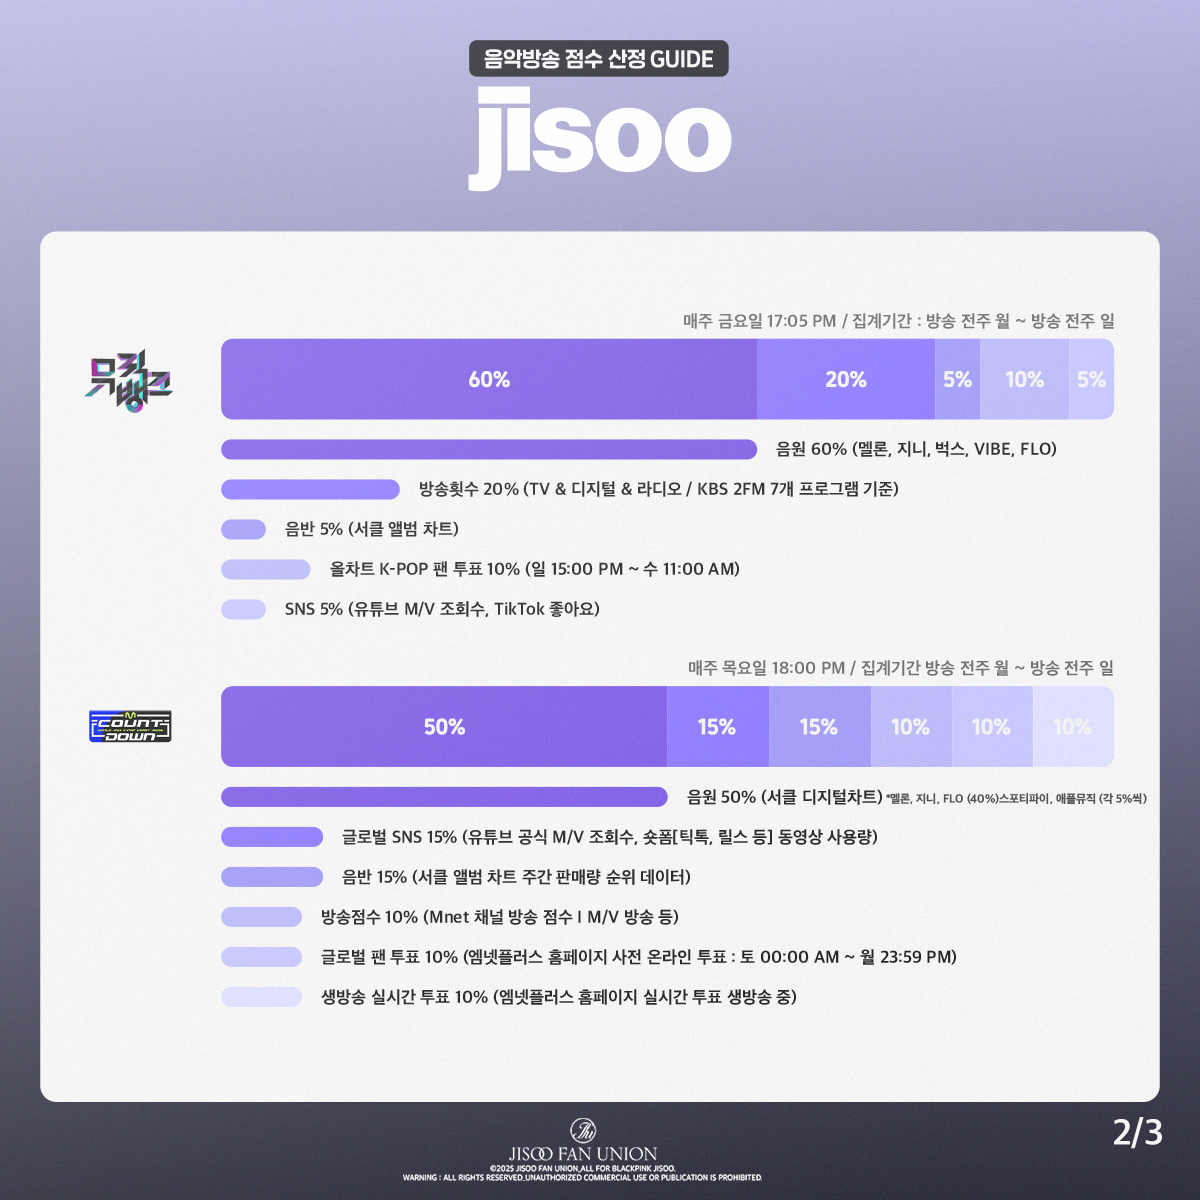 음악방송 점수 산정 GUIDE
jisoo
매주 금요일 17:05 PM / 집계기간 : 방송 전주 월 ~ 방송 전주 일
뮤직
뱅크
60% 20% 5% 10% 5%
음원 60% (멜론, 지니, 벅스, VIBE, FLO)
방송횟수 20% (TV & 디지털 & 라디오 / KBS 2FM 7개 프로그램 기준)
음반 5% (서클 앨범 차트)
올차트 K-POP 팬 투표 10% (일 15:00 PM ~ 수 11:00 AM)
SNS 5% (유튜브 M/V 조회수, TikTok 좋아요)
매주 목요일 18:00 PM / 집계기간 방송 전주 월 ~ 방송 전주 일
M
COUNT
DOWN
50% 15% 15% 10% 10% 10%
음원 50% (서클 디지털차트) *멜론, 지니, FLO (40%)스포티파이, 애플뮤직 (각 5%씩)
글로벌 SNS 15% (유튜브 공식 M/V 조회수, 숏폼[틱톡, 릴스 등] 동영상 사용량)
음반 15% (서클 앨범 차트 주간 판매량 순위 데이터)
방송점수 10% (Mnet 채널 방송 점수 I M/V 방송 등)
글로벌 팬 투표 10% (엠넷플러스 홈페이지 사전 온라인 투표 : 토 00:00 AM ~ 월 23:59 PM)
생방송 실시간 투표 10% (엠넷플러스 홈페이지 실시간 투표 생방송 중)
2/3
JISOO FAN UNION
©2025 JISOO FAN UNION_ALL FOR BLACKPINK JISOO.
WARNING : ALL RIGHTS RESERVED_UNAUTHORIZED COMMERCIAL USE OR PUBLICATION IS PROHIBITED.